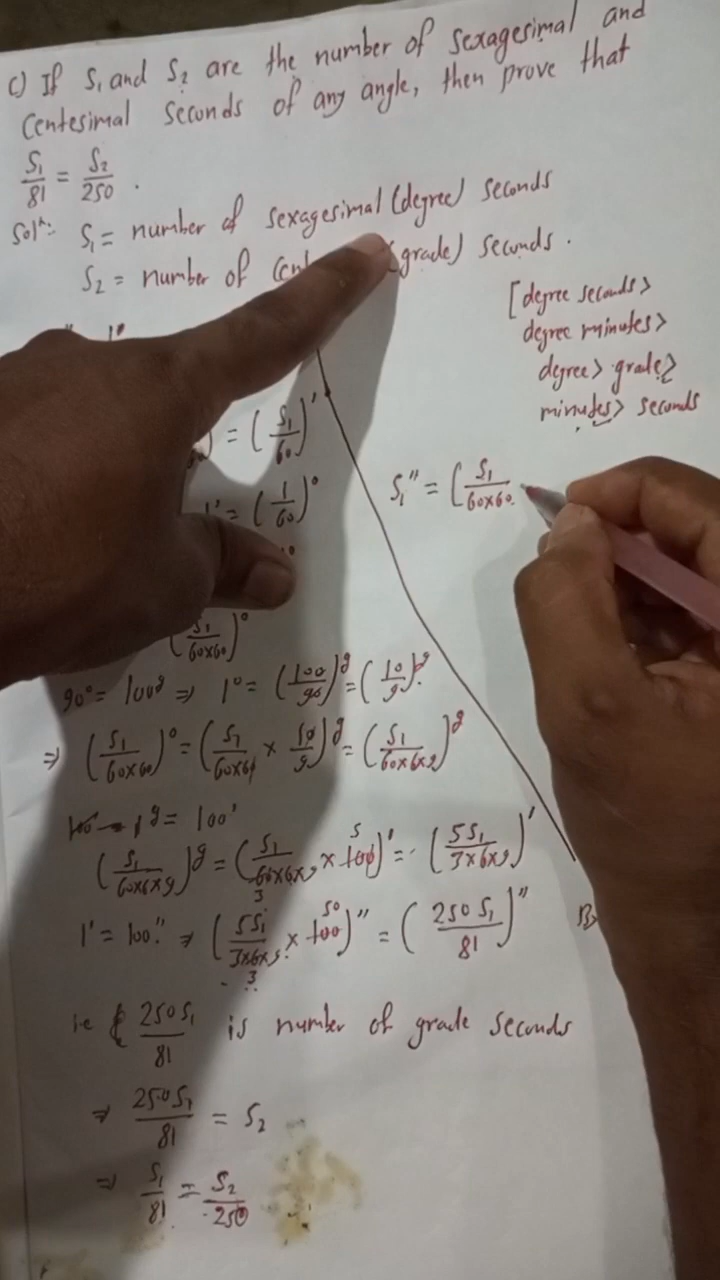 c) If S₁ and S₂ are the number of sexagesimal and
Centesimal Seconds of any angle, then prove that
S₁/81 = S₂/250 .
Solⁿ: S₁ = number of sexagesimal (degree) seconds
S₂ = number of (grade) seconds .
[degree seconds>
degree minutes>
degree> grade>
minutes> seconds
= (S₁/60)'
1' = (1/60)°
S₁'' = (S₁/60×60
(S₁/60×60)°
90° = 100g ⇒ 1° = (100/90)g = (10/9)g.
⇒ (S₁/60×60)° = (S₁/60×60 × 10/9)g = (S₁/60×6×9)g
1g = 100'
(S₁/60×6×9)g = (S₁/60×6×9 × 100)' = (5S₁/3×6×9)'
1' = 100'' ⇒ (5S₁/3×6×9 × 100)'' = (250 S₁/81)''
i.e 250S₁/81 is number of grade seconds
⇒ 250S₁/81 = S₂
⇒ S₁/81 = S₂/250